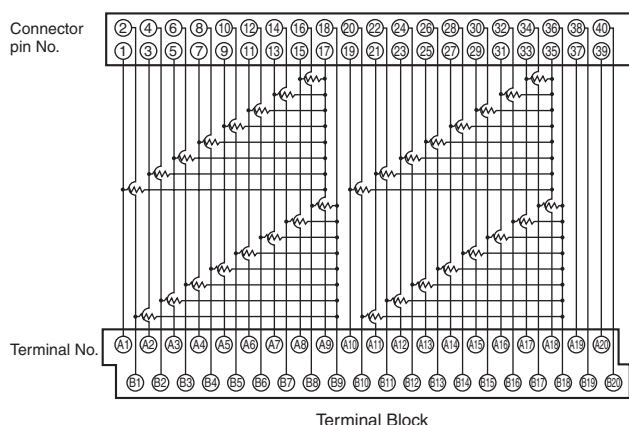 Connector pin No.
2 4 6 8 10 12 14 16 18 20 22 24 26 28 30 32 34 36 38 40
1 3 5 7 9 11 13 15 17 19 21 23 25 27 29 31 33 35 37 39
Terminal No.
A1 A2 A3 A4 A5 A6 A7 A8 A9 A10 A11 A12 A13 A14 A15 A16 A17 A18 A19 A20
B1 B2 B3 B4 B5 B6 B7 B8 B9 B10 B11 B12 B13 B14 B15 B16 B17 B18 B19 B20
Terminal Block